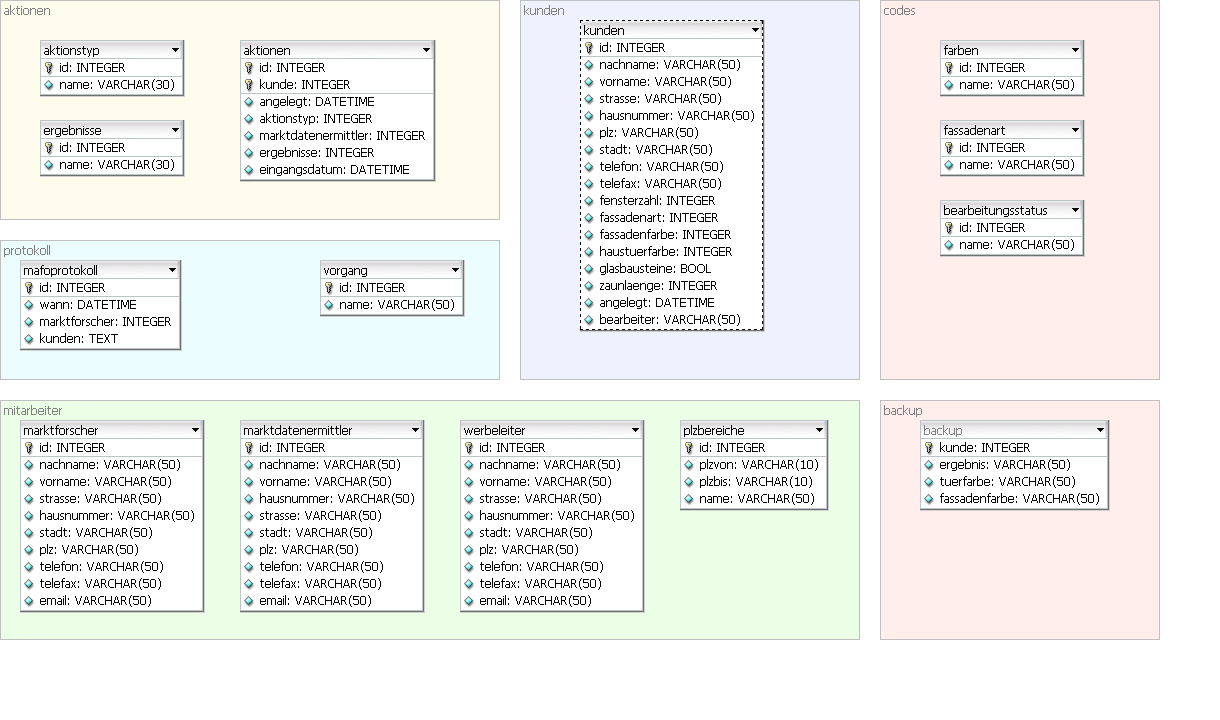 aktionen
aktionstyp
id: INTEGER
name: VARCHAR(30)
ergebnisse
id: INTEGER
name: VARCHAR(30)
aktionen
id: INTEGER
kunde: INTEGER
angelegt: DATETIME
aktionstyp: INTEGER
marktdatenermittler: INTEGER
ergebnisse: INTEGER
eingangsdatum: DATETIME
kunden
kunden
id: INTEGER
nachname: VARCHAR(50)
vorname: VARCHAR(50)
strasse: VARCHAR(50)
hausnummer: VARCHAR(50)
plz: VARCHAR(50)
stadt: VARCHAR(50)
telefon: VARCHAR(50)
telefax: VARCHAR(50)
fensterzahl: INTEGER
fassadenart: INTEGER
fassadenfarbe: INTEGER
haustuerfarbe: INTEGER
glasbausteine: BOOL
zaunlaenge: INTEGER
angelegt: DATETIME
bearbeiter: VARCHAR(50)
codes
farben
id: INTEGER
name: VARCHAR(50)
fassadenart
id: INTEGER
name: VARCHAR(50)
bearbeitungsstatus
id: INTEGER
name: VARCHAR(50)
protokoll
mafoprotokoll
id: INTEGER
wann: DATETIME
marktforscher: INTEGER
kunden: TEXT
vorgang
id: INTEGER
name: VARCHAR(50)
mitarbeiter
marktforscher
id: INTEGER
nachname: VARCHAR(50)
vorname: VARCHAR(50)
strasse: VARCHAR(50)
hausnummer: VARCHAR(50)
stadt: VARCHAR(50)
plz: VARCHAR(50)
telefon: VARCHAR(50)
telefax: VARCHAR(50)
email: VARCHAR(50)
marktdatenermittler
id: INTEGER
nachname: VARCHAR(50)
vorname: VARCHAR(50)
hausnummer: VARCHAR(50)
strasse: VARCHAR(50)
stadt: VARCHAR(50)
plz: VARCHAR(50)
telefon: VARCHAR(50)
telefax: VARCHAR(50)
email: VARCHAR(50)
werbeleiter
id: INTEGER
nachname: VARCHAR(50)
vorname: VARCHAR(50)
strasse: VARCHAR(50)
hausnummer: VARCHAR(50)
stadt: VARCHAR(50)
plz: VARCHAR(50)
telefon: VARCHAR(50)
telefax: VARCHAR(50)
email: VARCHAR(50)
plzbereiche
id: INTEGER
plzvon: VARCHAR(10)
plzbis: VARCHAR(10)
name: VARCHAR(50)
backup
backup
kunde: INTEGER
ergebnis: VARCHAR(50)
tuerfarbe: VARCHAR(50)
fassadenfarbe: VARCHAR(50)